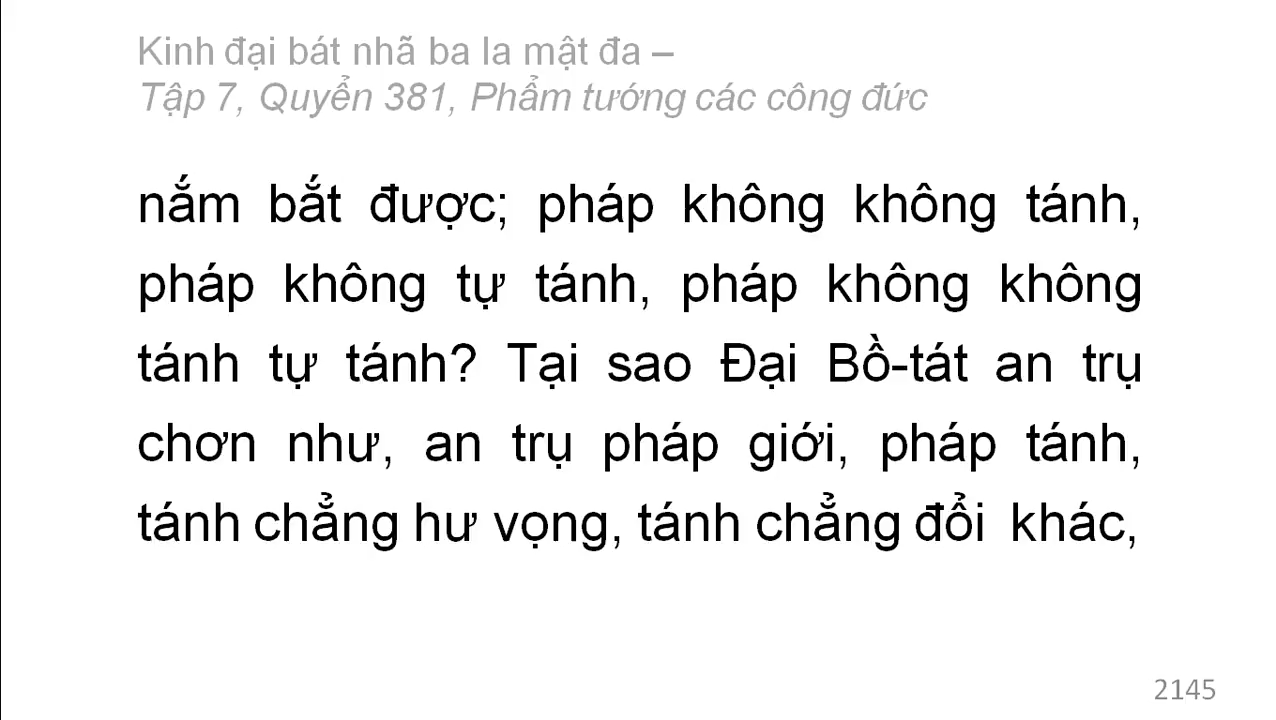 Kinh đại bát nhã ba la mật đa –
Tập 7, Quyển 381, Phẩm tướng các công đức
nắm bắt được; pháp không không tánh,
pháp không tự tánh, pháp không không
tánh tự tánh? Tại sao Đại Bồ-tát an trụ
chơn như, an trụ pháp giới, pháp tánh,
tánh chẳng hư vọng, tánh chẳng đổi khác,
2145